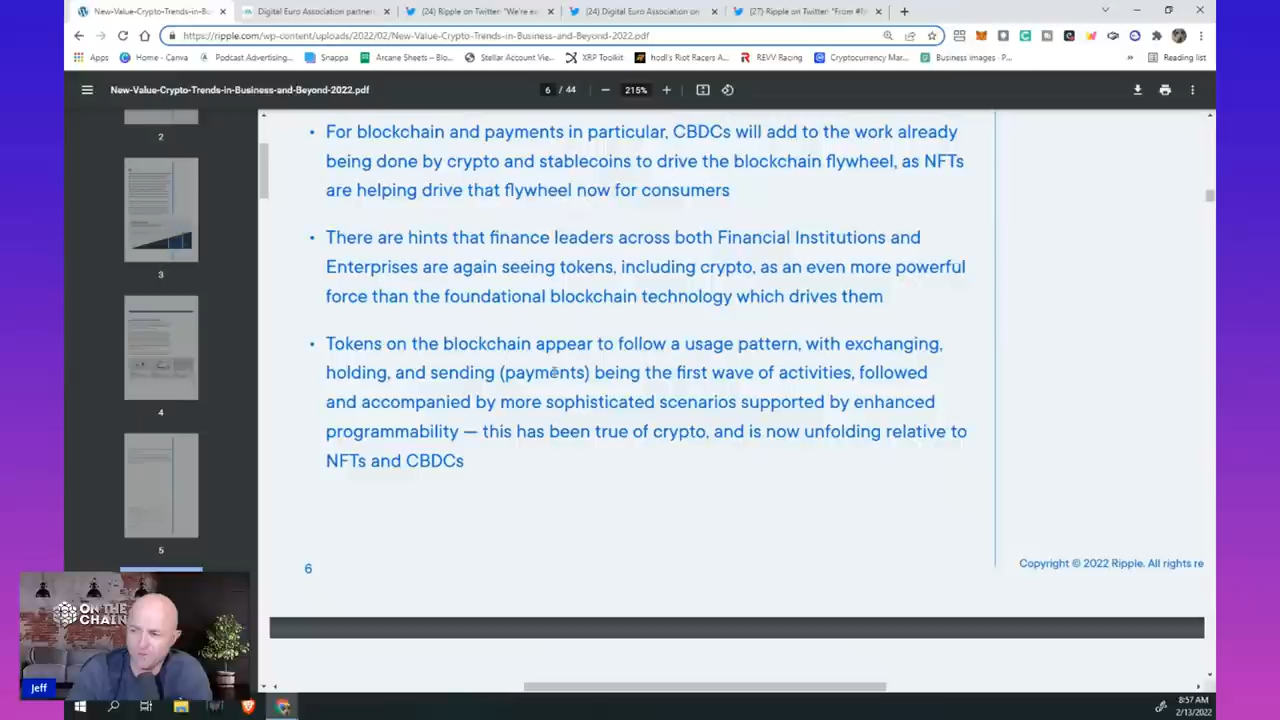 New-Value-Crypto-Trends-in-Bu
Digital Euro Association partner
(24) Ripple on Twitter: "We're ex
(24) Digital Euro Association on
(27) Ripple on Twitter: "From #
https://ripple.com/wp-content/uploads/2022/02/New-Value-Crypto-Trends-in-Business-and-Beyond-2022.pdf
Apps
Home - Canva
Podcast Advertising...
Snappa
Arcane Sheets – Blo...
Stellar Account Vie...
XRP Toolkit
hodl's Riot Racers A...
REVV Racing
Cryptocurrency Mar...
Business images · P...
»
Reading list
New-Value-Crypto-Trends-in-Business-and-Beyond-2022.pdf
6 / 44
215%
2
3
4
5
• For blockchain and payments in particular, CBDCs will add to the work already
being done by crypto and stablecoins to drive the blockchain flywheel, as NFTs
are helping drive that flywheel now for consumers
• There are hints that finance leaders across both Financial Institutions and
Enterprises are again seeing tokens, including crypto, as an even more powerful
force than the foundational blockchain technology which drives them
• Tokens on the blockchain appear to follow a usage pattern, with exchanging,
holding, and sending (payments) being the first wave of activities, followed
and accompanied by more sophisticated scenarios supported by enhanced
programmability — this has been true of crypto, and is now unfolding relative to
NFTs and CBDCs
6
Copyright © 2022 Ripple. All rights re
ON THE
CHAIN
Jeff
8:57 AM
2/13/2022